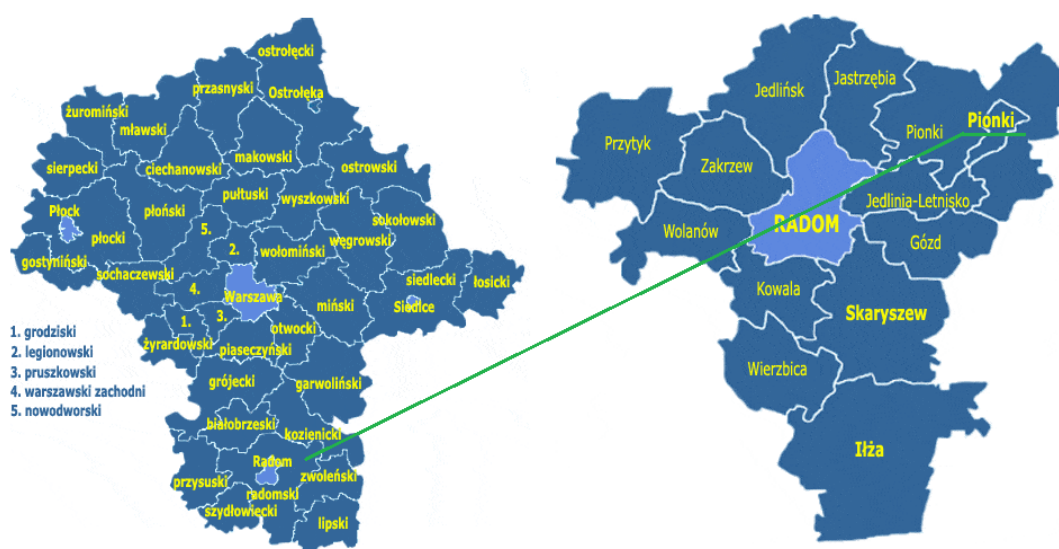 ostrołęcki
przasnyski
Ostrołęka
żuromiński
mławski
makowski
sierpecki
ciechanowski
ostrowski
pułtuski
wyszkowski
Płock
płoński
sokołowski
5.
płocki
węgrowski
2.
wołomiński
gostyniński
sochaczewski
siedlecki
łosicki
4.
Warszawa
miński
Siedlce
1.
3.
otwocki
żyrardowski
piaseczyński
grójecki
garwoliński
białobrzeski
kozienicki
Radom
zwoleński
przysuski
radomski
szydłowiecki
lipski
1. grodziski
2. legionowski
3. pruszkowski
4. warszawski zachodni
5. nowodworski
Jastrzębia
Jedlińsk
Pionki
Pionki
Przytyk
Zakrzew
Jedlinia-Letnisko
RADOM
Wolanów
Gózd
Kowala
Skaryszew
Wierzbica
Iłża